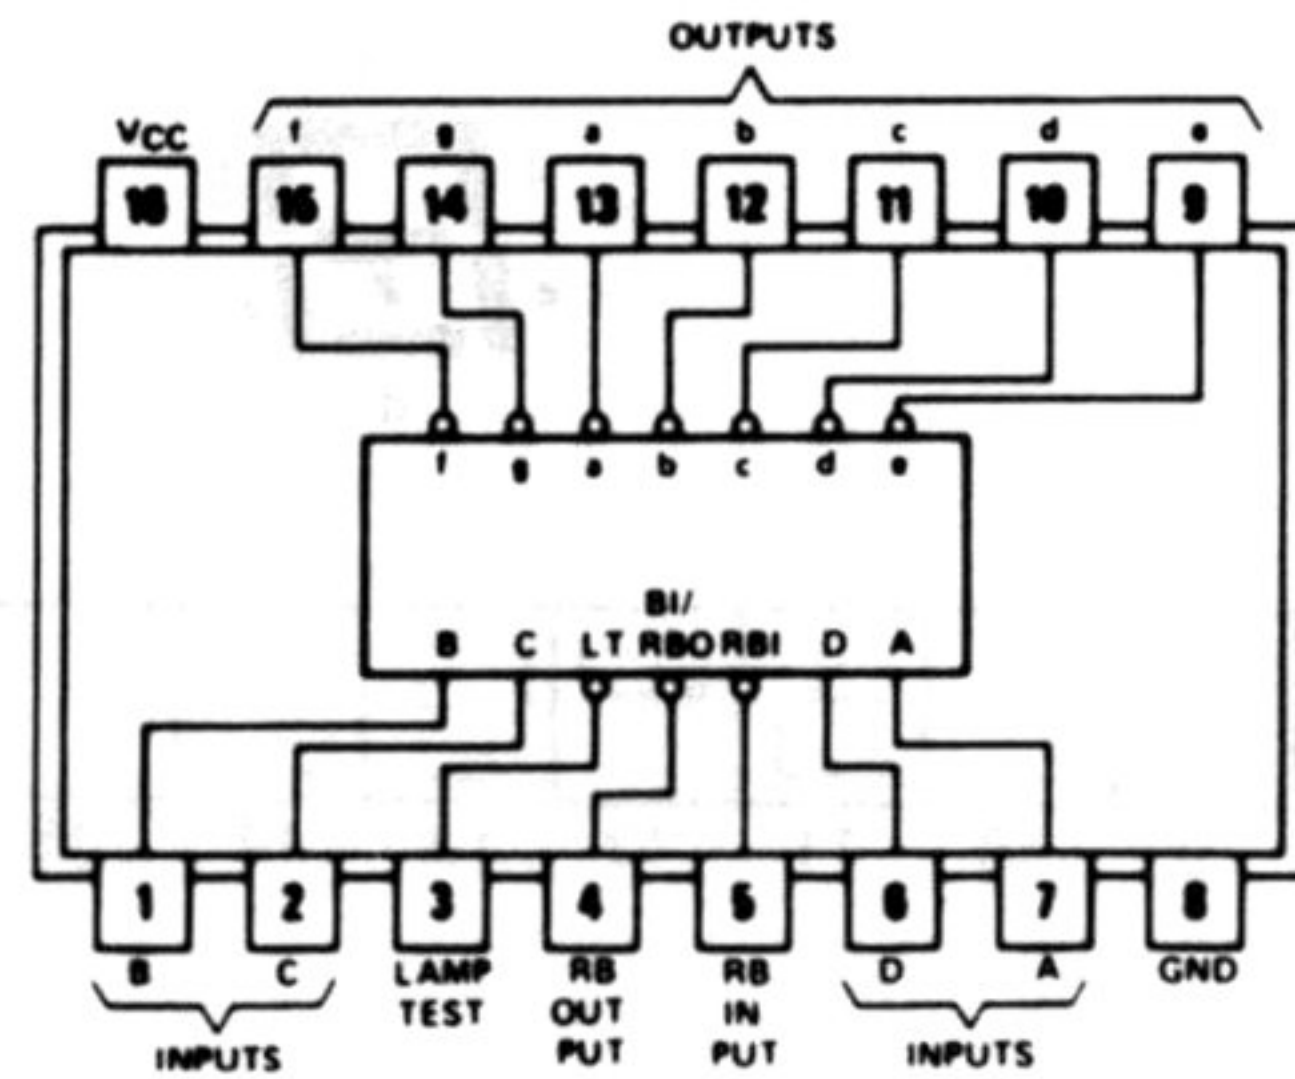 OUTPUTS
VCC f g a b c d e
16 15 14 13 12 11 10 9
f g a b c d e
BI/
B C LT RBO RBI D A
1 2 3 4 5 6 7 8
B C LAMP RB RB D A GND
TEST OUT IN
INPUTS PUT PUT INPUTS